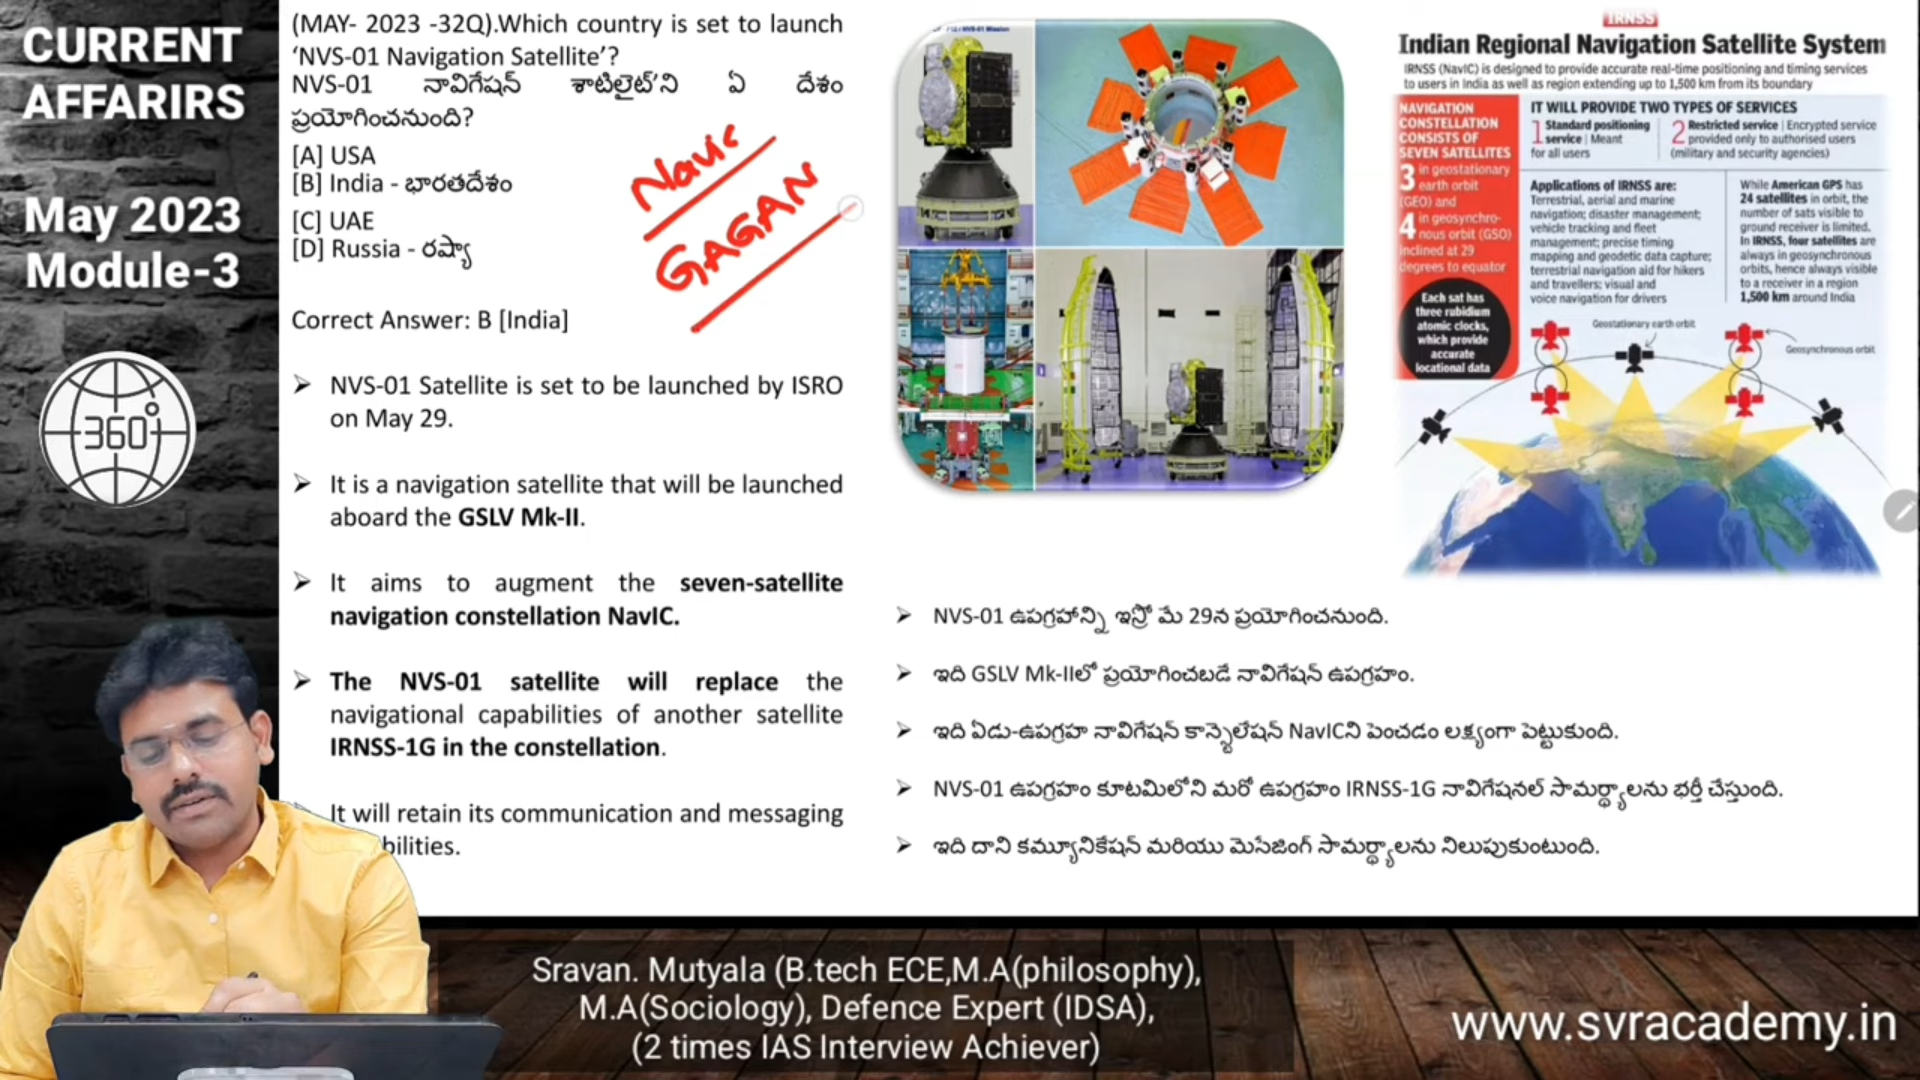 CURRENT
AFFARIRS
May 2023
Module-3
360°
(MAY- 2023 -32Q).Which country is set to launch
‘NVS-01 Navigation Satellite’?
NVS-01 నావిగేషన్ శాటిలైట్'ని ఏ దేశం
ప్రయోగించనుంది?
[A] USA
[B] India - భారతదేశం
[C] UAE
[D] Russia - రష్యా
Correct Answer: B [India]
Navic
GAGAN
➢ NVS-01 Satellite is set to be launched by ISRO
on May 29.
➢ It is a navigation satellite that will be launched
aboard the GSLV Mk-II.
➢ It aims to augment the seven-satellite
navigation constellation NavIC.
➢ The NVS-01 satellite will replace the
navigational capabilities of another satellite
IRNSS-1G in the constellation.
It will retain its communication and messaging
bilities.
Mission
IRNSS
Indian Regional Navigation Satellite System
IRNSS (NavIC) is designed to provide accurate real-time positioning and timing services
to users in India as well as region extending up to 1,500 km from its boundary
NAVIGATION
CONSTELLATION
CONSISTS OF
SEVEN SATELLITES
3 in geostationary
earth orbit
(GEO) and
4 in geosynchro-
nous orbit (GSO)
inclined at 29
degrees to equator
Each sat has
three rubidium
atomic clocks,
which provide
accurate
locational data
IT WILL PROVIDE TWO TYPES OF SERVICES
1 Standard positioning
service | Meant
for all users
2 Restricted service | Encrypted service
provided only to authorised users
(military and security agencies)
Applications of IRNSS are:
Terrestrial, aerial and marine
navigation; disaster management;
vehicle tracking and fleet
management; precise timing
mapping and geodetic data capture;
terrestrial navigation aid for hikers
and travellers; visual and
voice navigation for drivers
While American GPS has
24 satellites in orbit, the
number of sats visible to
ground receiver is limited.
In IRNSS, four satellites are
always in geosynchronous
orbits, hence always visible
to a receiver in a region
1,500 km around India
Geostationary earth orbit
Geosynchronous orbit
➢ NVS-01 ఉపగ్రహాన్ని ఇస్రో మే 29న ప్రయోగించనుంది.
➢ ఇది GSLV Mk-IIలో ప్రయోగించబడే నావిగేషన్ ఉపగ్రహం.
➢ ఇది ఏడు-ఉపగ్రహ నావిగేషన్ కాన్స్టెలేషన్ NavICని పెంచడం లక్ష్యంగా పెట్టుకుంది.
➢ NVS-01 ఉపగ్రహం కూటమిలోని మరో ఉపగ్రహం IRNSS-1G నావిగేషనల్ సామర్థ్యాలను భర్తీ చేస్తుంది.
➢ ఇది దాని కమ్యూనికేషన్ మరియు మెసేజింగ్ సామర్థ్యాలను నిలుపుకుంటుంది.
Sravan. Mutyala (B.tech ECE,M.A(philosophy),
M.A(Sociology), Defence Expert (IDSA),
(2 times IAS Interview Achiever)
www.svracademy.in